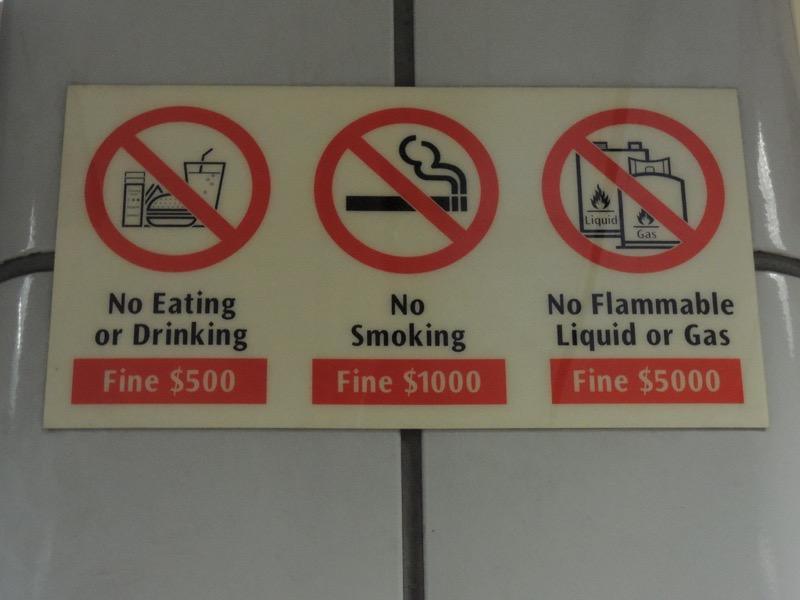 Liquid
Gas
No Eating
or Drinking
Fine $500
No
Smoking
Fine $1000
No Flammable
Liquid or Gas
Fine $5000